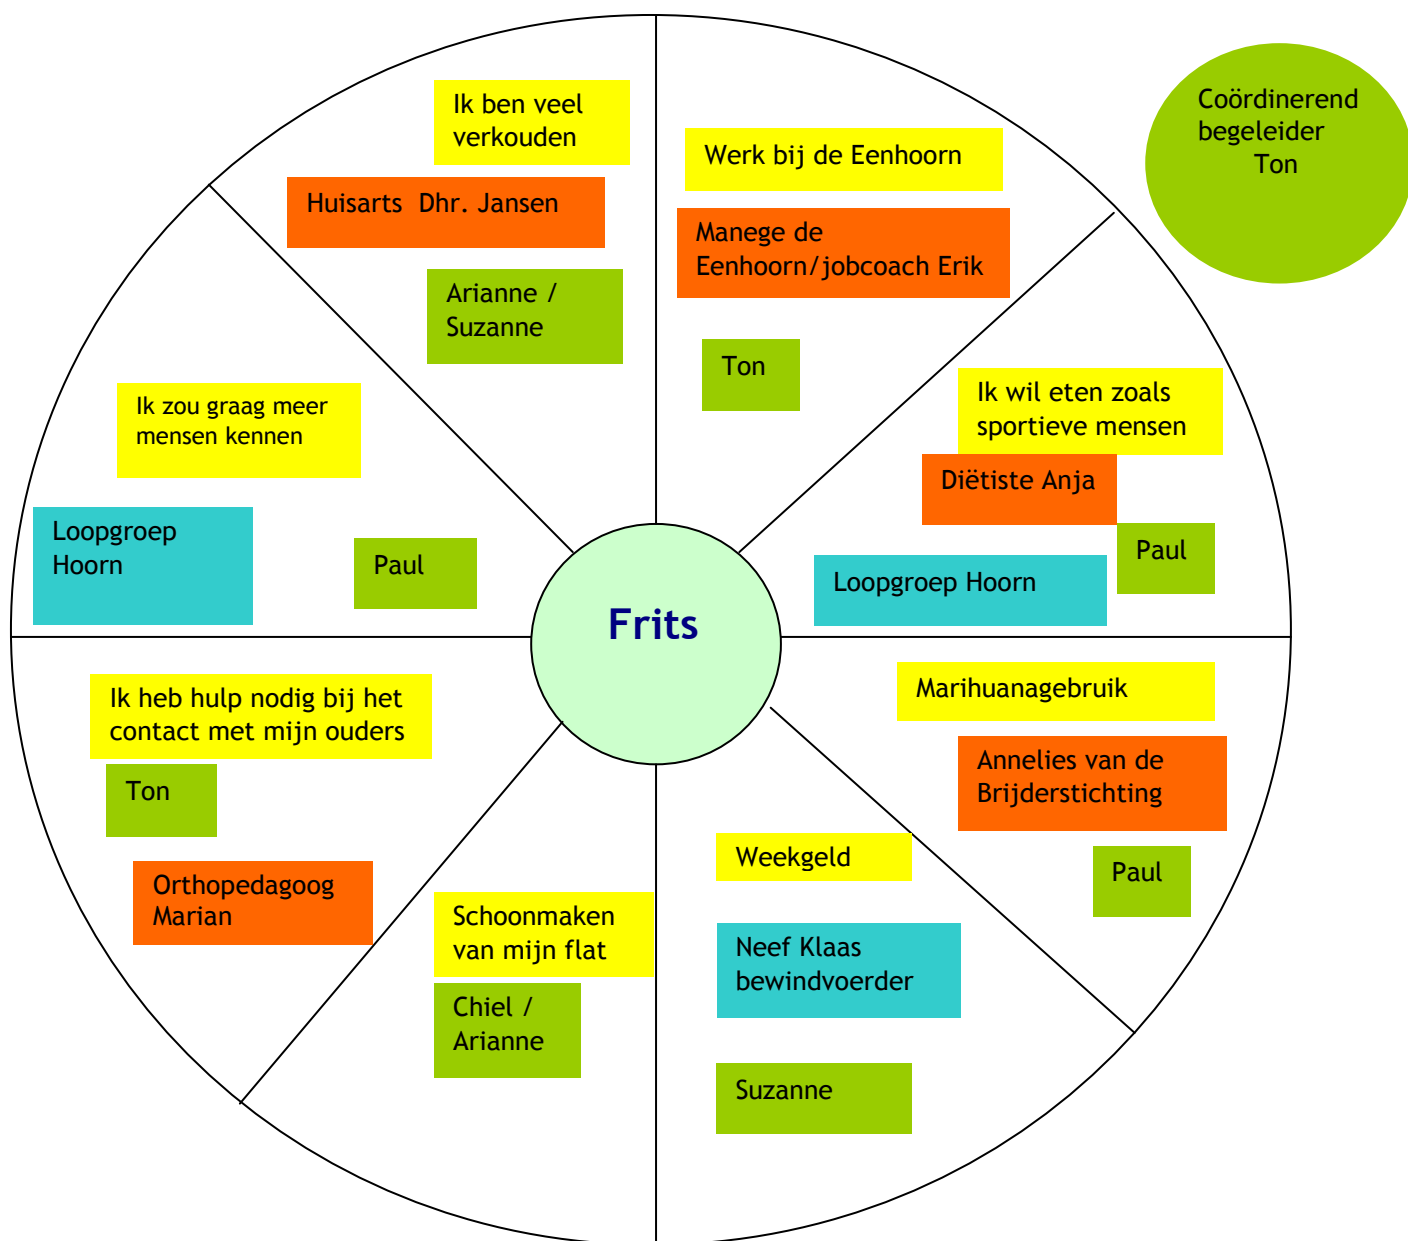 Coördinerend
begeleider
Ton
Ik ben veel
verkouden
Huisarts  Dhr. Jansen
Arianne /
Suzanne
Werk bij de Eenhoorn
Manege de
Eenhoorn/jobcoach Erik
Ton
Ik wil eten zoals
sportieve mensen
Diëtiste Anja
Paul
Loopgroep Hoorn
Ik zou graag meer
mensen kennen
Loopgroep
Hoorn
Paul
Frits
Ik heb hulp nodig bij het
contact met mijn ouders
Ton
Orthopedagoog
Marian
Schoonmaken
van mijn flat
Chiel /
Arianne
Weekgeld
Neef Klaas
bewindvoerder
Suzanne
Marihuanagebruik
Annelies van de
Brijderstichting
Paul